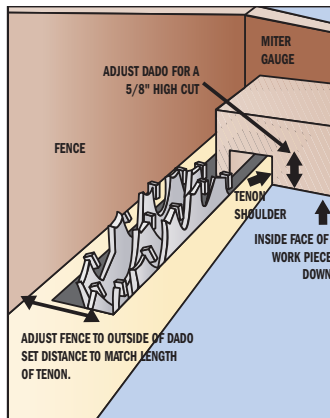 MITER
GAUGE
ADJUST DADO FOR A
5/8" HIGH CUT
FENCE
TENON
SHOULDER
INSIDE FACE OF
WORK PIECE
DOWN
ADJUST FENCE TO OUTSIDE OF DADO
SET DISTANCE TO MATCH LENGTH
OF TENON.